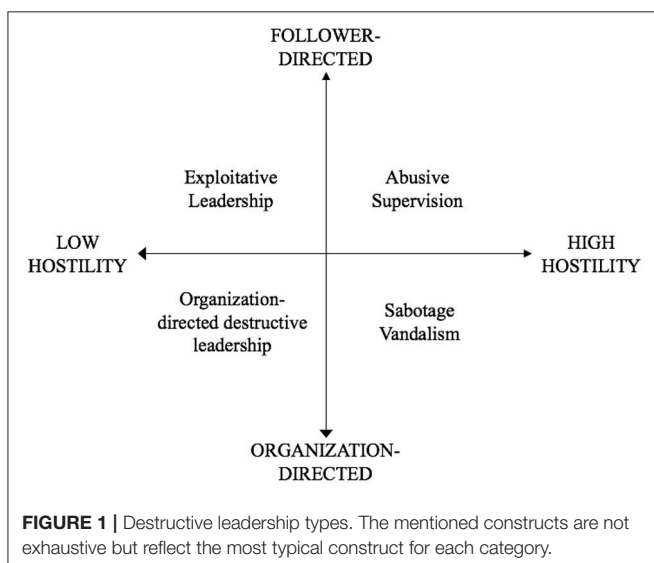 FOLLOWER-
DIRECTED
Exploitative
Leadership
Abusive
Supervision
LOW
HOSTILITY
HIGH
HOSTILITY
Organization-
directed destructive
leadership
Sabotage
Vandalism
ORGANIZATION-
DIRECTED
FIGURE 1 | Destructive leadership types. The mentioned constructs are not
exhaustive but reflect the most typical construct for each category.